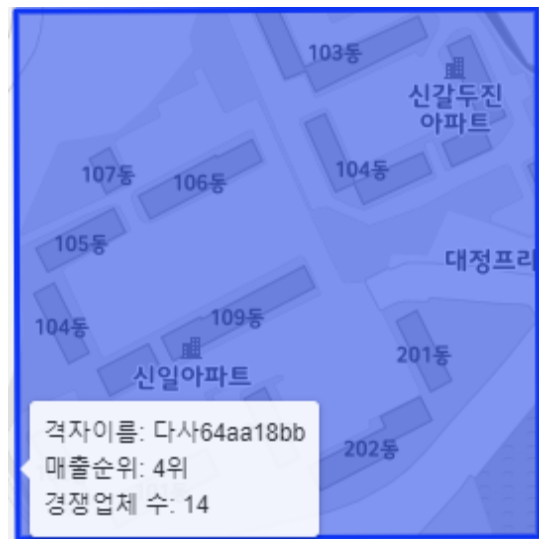 103동
신갈두진
아파트
107동
106동
104동
105동
대정프리
104동
109동
201동
신일아파트
202동
격자이름: 다사64aa18bb
매출순위: 4위
경쟁업체 수: 14